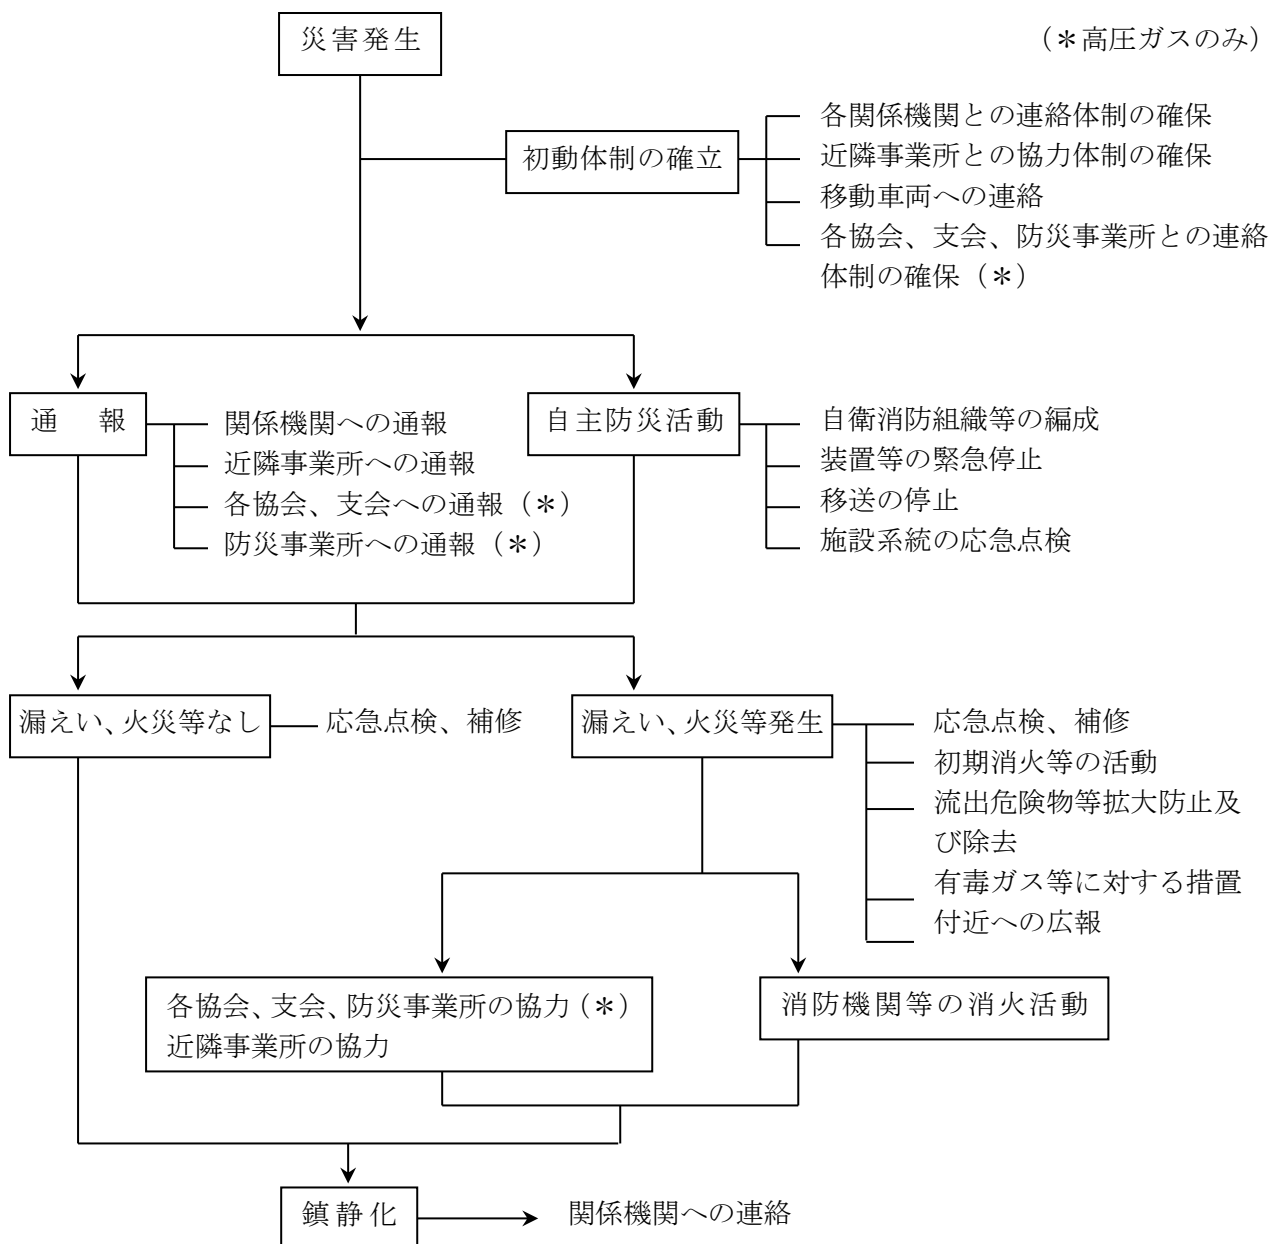 災害発生
（＊高圧ガスのみ）
初動体制の確立
各関係機関との連絡体制の確保
近隣事業所との協力体制の確保
移動車両への連絡
各協会、支会、防災事業所との連絡
体制の確保（＊）
通　報
関係機関への通報
近隣事業所への通報
各協会、支会への通報（＊）
防災事業所への通報（＊）
自主防災活動
自衛消防組織等の編成
装置等の緊急停止
移送の停止
施設系統の応急点検
漏えい、火災等なし
応急点検、補修
漏えい、火災等発生
応急点検、補修
初期消火等の活動
流出危険物等拡大防止及
び除去
有毒ガス等に対する措置
付近への広報
各協会、支会、防災事業所の協力（＊）
近隣事業所の協力
消防機関等の消火活動
鎮静化
関係機関への連絡